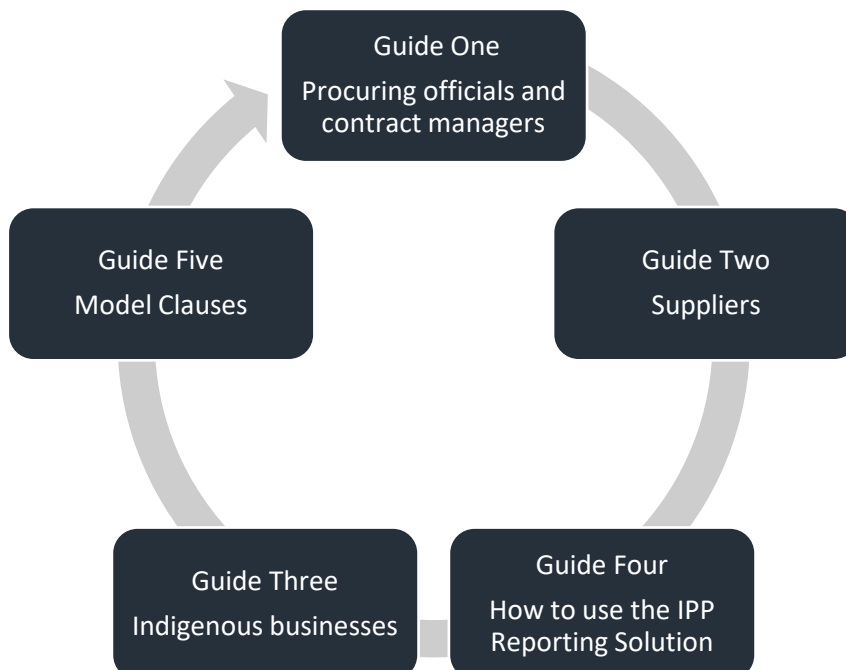 Guide One
Procuring officials and
contract managers
Guide Two
Suppliers
Guide Four
How to use the IPP
Reporting Solution
Guide Three
Indigenous businesses
Guide Five
Model Clauses